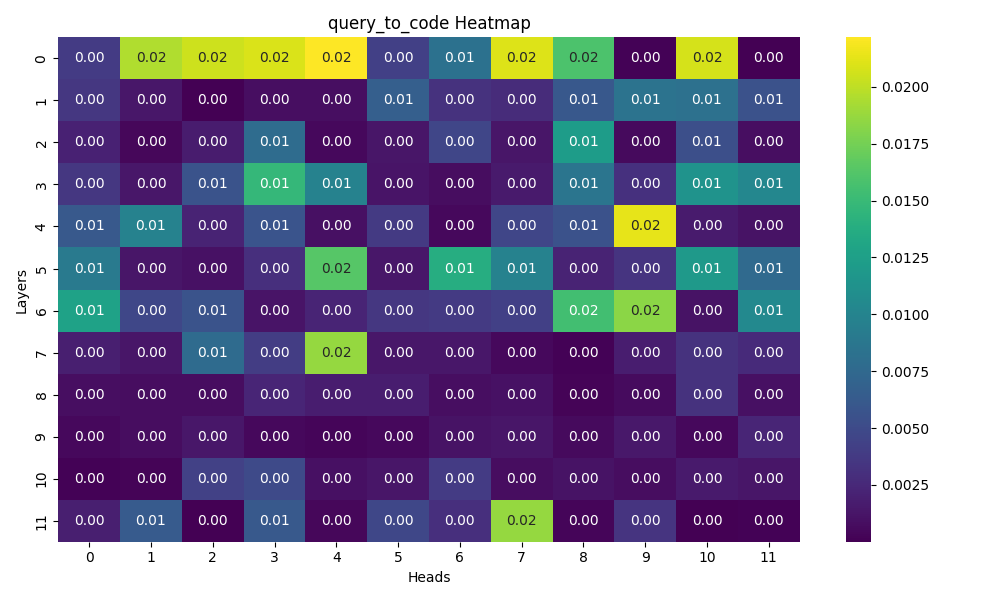 query_to_code Heatmap
0 0.00 0.02 0.02 0.02 0.02 0.00 0.01 0.02 0.02 0.00 0.02 0.00
1 0.00 0.00 0.00 0.00 0.00 0.01 0.00 0.00 0.01 0.01 0.01 0.01
2 0.00 0.00 0.00 0.01 0.00 0.00 0.00 0.00 0.01 0.00 0.01 0.00
3 0.00 0.00 0.01 0.01 0.01 0.00 0.00 0.00 0.01 0.00 0.01 0.01
4 0.01 0.01 0.00 0.01 0.00 0.00 0.00 0.00 0.01 0.02 0.00 0.00
5 0.01 0.00 0.00 0.00 0.02 0.00 0.01 0.01 0.00 0.00 0.01 0.01
6 0.01 0.00 0.01 0.00 0.00 0.00 0.00 0.00 0.02 0.02 0.00 0.01
7 0.00 0.00 0.01 0.00 0.02 0.00 0.00 0.00 0.00 0.00 0.00 0.00
8 0.00 0.00 0.00 0.00 0.00 0.00 0.00 0.00 0.00 0.00 0.00 0.00
9 0.00 0.00 0.00 0.00 0.00 0.00 0.00 0.00 0.00 0.00 0.00 0.00
10 0.00 0.00 0.00 0.00 0.00 0.00 0.00 0.00 0.00 0.00 0.00 0.00
11 0.00 0.01 0.00 0.01 0.00 0.00 0.00 0.02 0.00 0.00 0.00 0.00
0 1 2 3 4 5 6 7 8 9 10 11
Heads
Layers
0.0200
0.0175
0.0150
0.0125
0.0100
0.0075
0.0050
0.0025